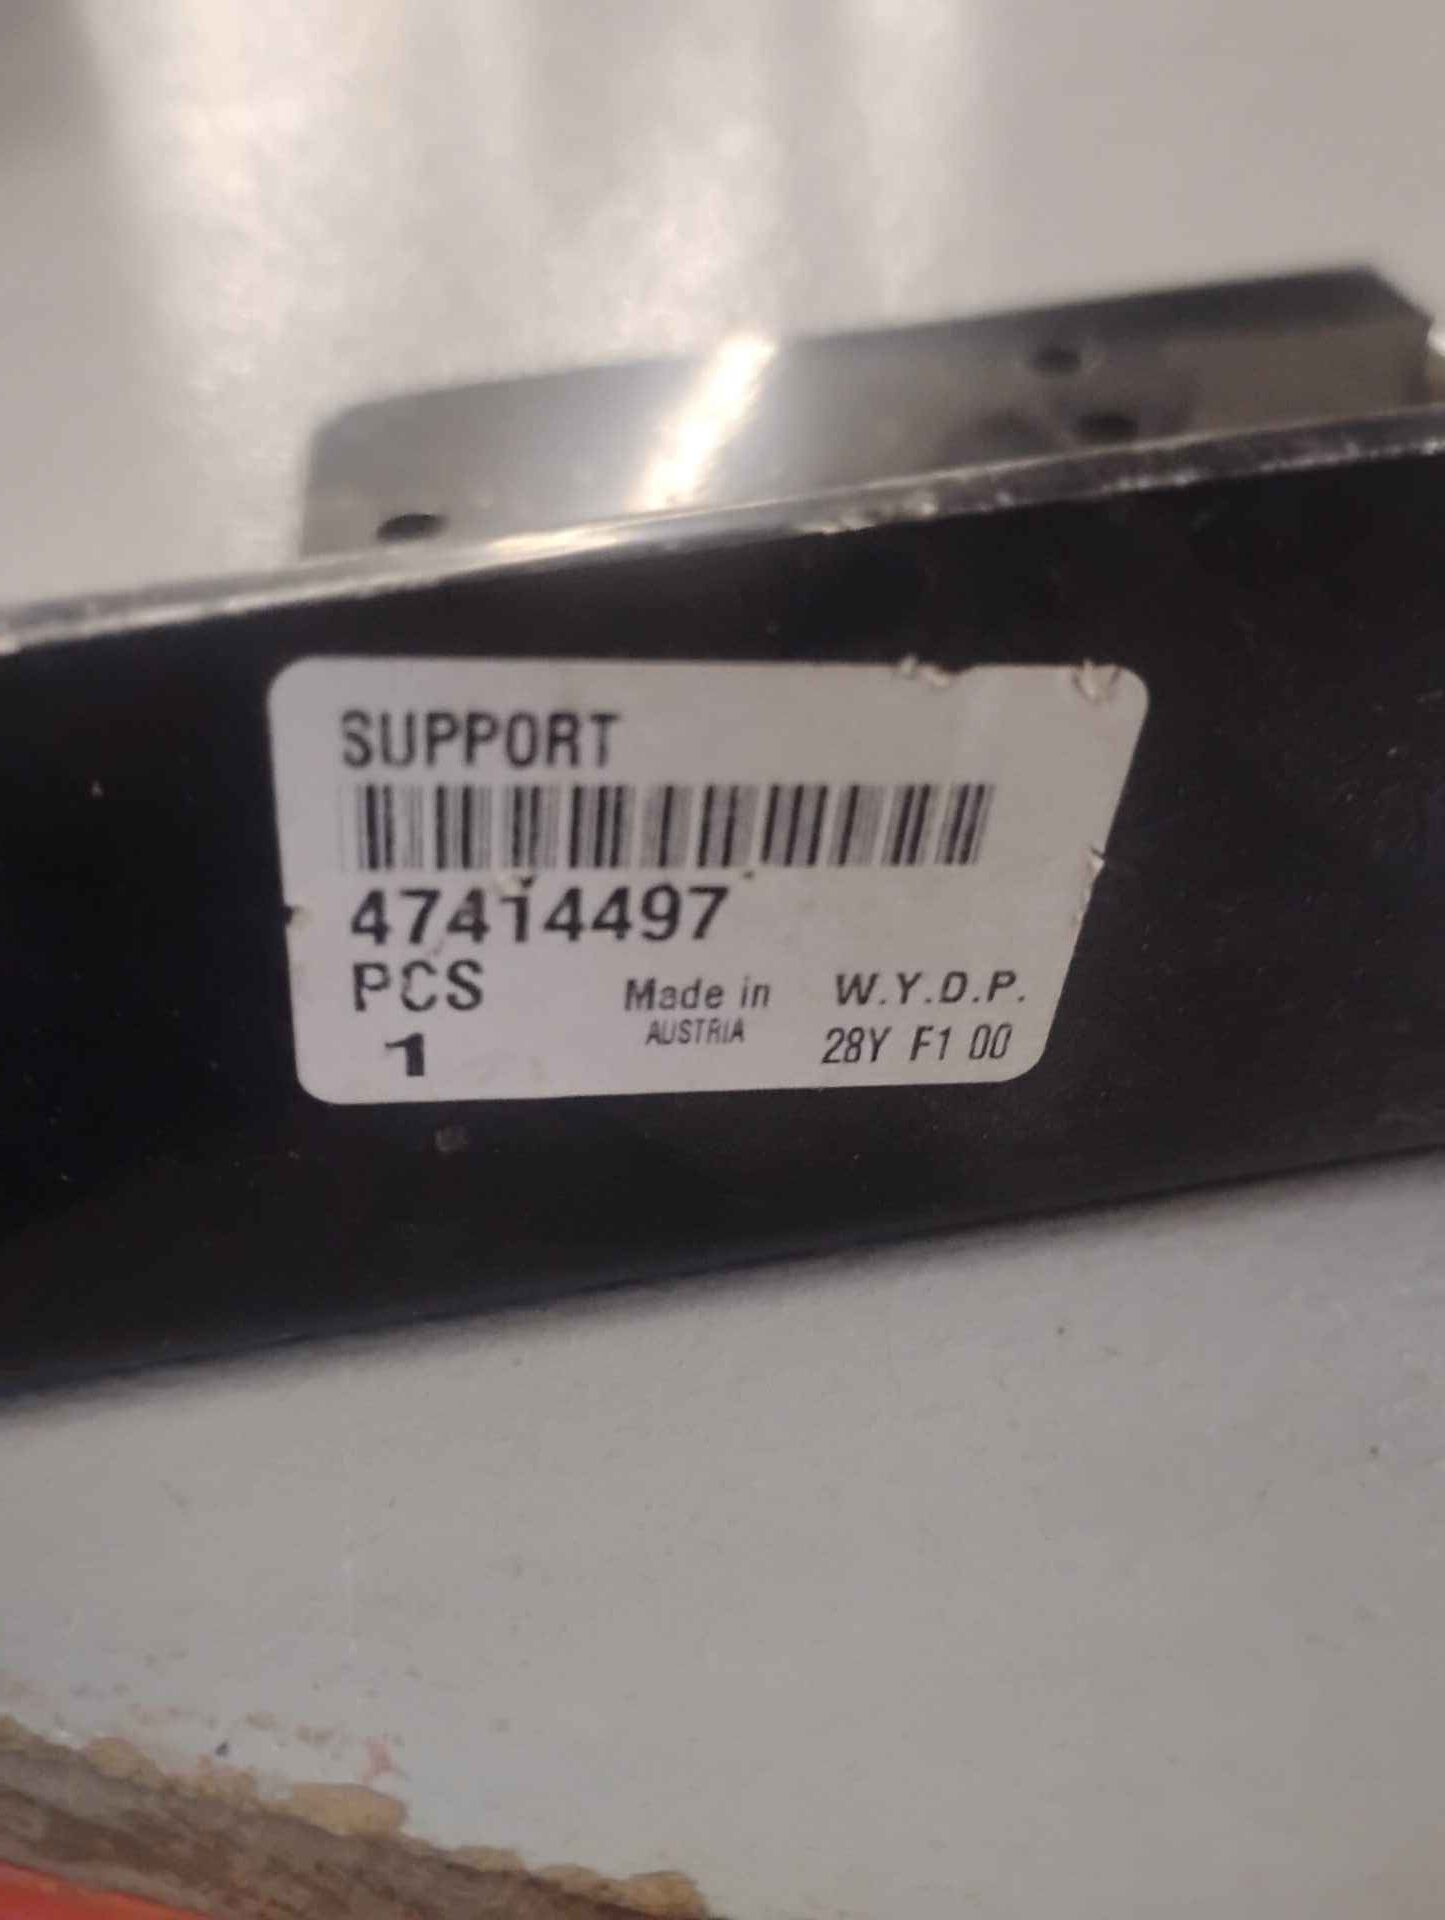 SUPPORT
47414497
PCS
1
Made in
AUSTRIA
W.Y.D.P.
28Y F1 00